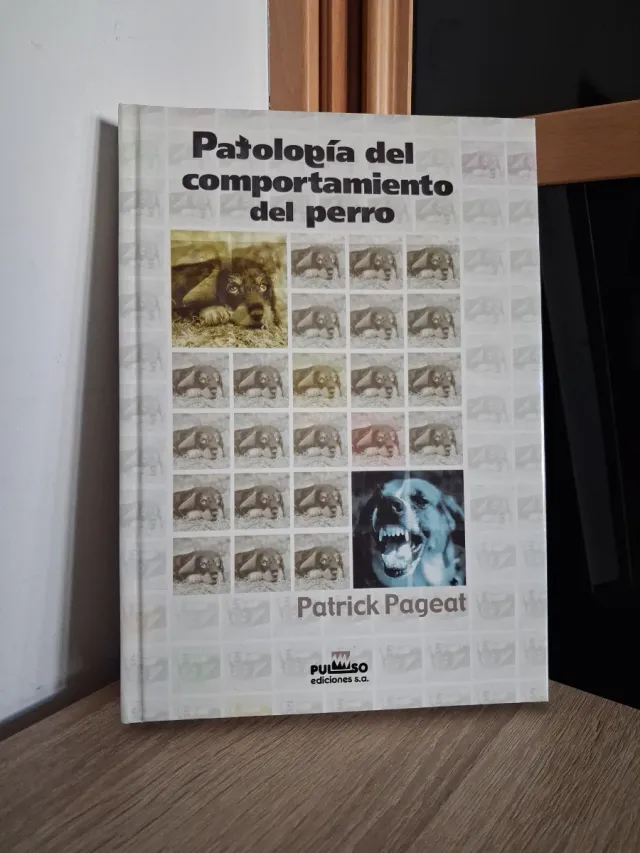 Patología del
comportamiento
del perro
Patrick Pageat
PULSO
ediciones s.a.